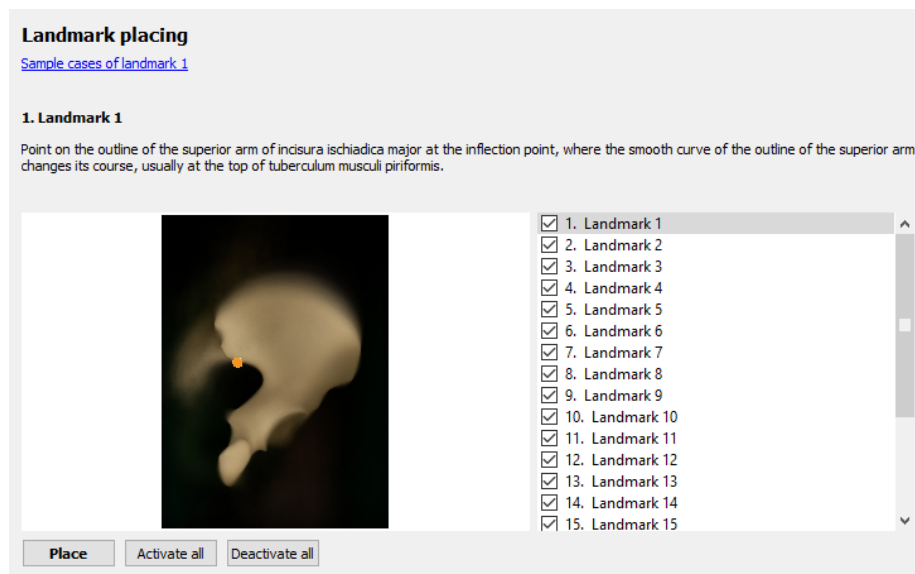 Landmark placing
Sample cases of landmark 1
1. Landmark 1
Point on the outline of the superior arm of incisura ischiadica major at the inflection point, where the smooth curve of the outline of the superior arm
changes its course, usually at the top of tuberculum musculi piriformis.
1. Landmark 1
2. Landmark 2
3. Landmark 3
4. Landmark 4
5. Landmark 5
6. Landmark 6
7. Landmark 7
8. Landmark 8
9. Landmark 9
10. Landmark 10
11. Landmark 11
12. Landmark 12
13. Landmark 13
14. Landmark 14
15. Landmark 15
Place Activate all Deactivate all